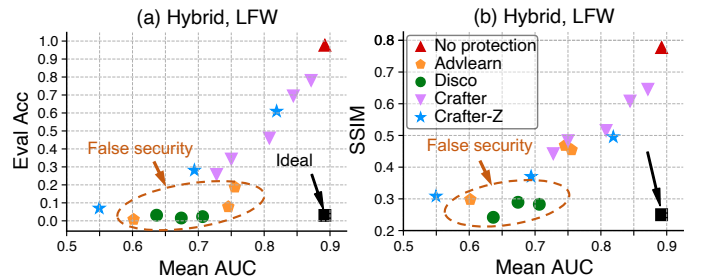 (a) Hybrid, LFW
Eval Acc
1.0
0.9
0.8
0.7
0.6
0.5
0.4
0.3
0.2
0.1
0.0
False security
Ideal
0.5 0.6 0.7 0.8 0.9
Mean AUC
(b) Hybrid, LFW
SSIM
0.8
0.7
0.6
0.5
0.4
0.3
0.2
No protection
Advlearn
Disco
Crafter
Crafter-Z
False security
0.5 0.6 0.7 0.8 0.9
Mean AUC